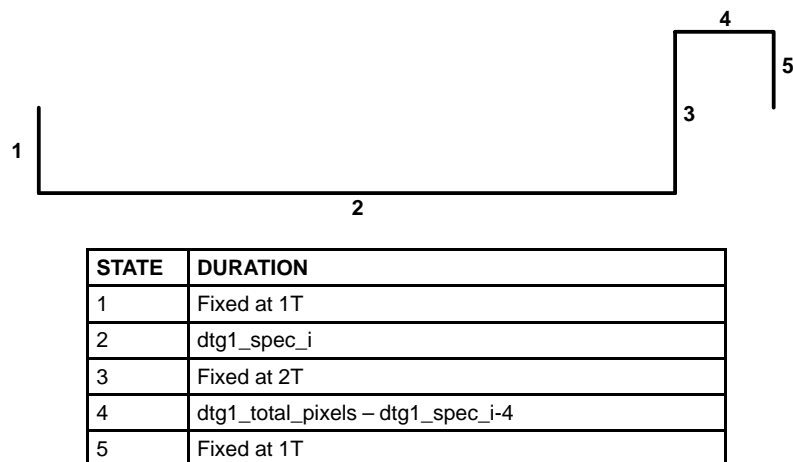 4
5
3
1
2
STATE DURATION
1 Fixed at 1T
2 dtg1_spec_i
3 Fixed at 2T
4 dtg1_total_pixels – dtg1_spec_i-4
5 Fixed at 1T